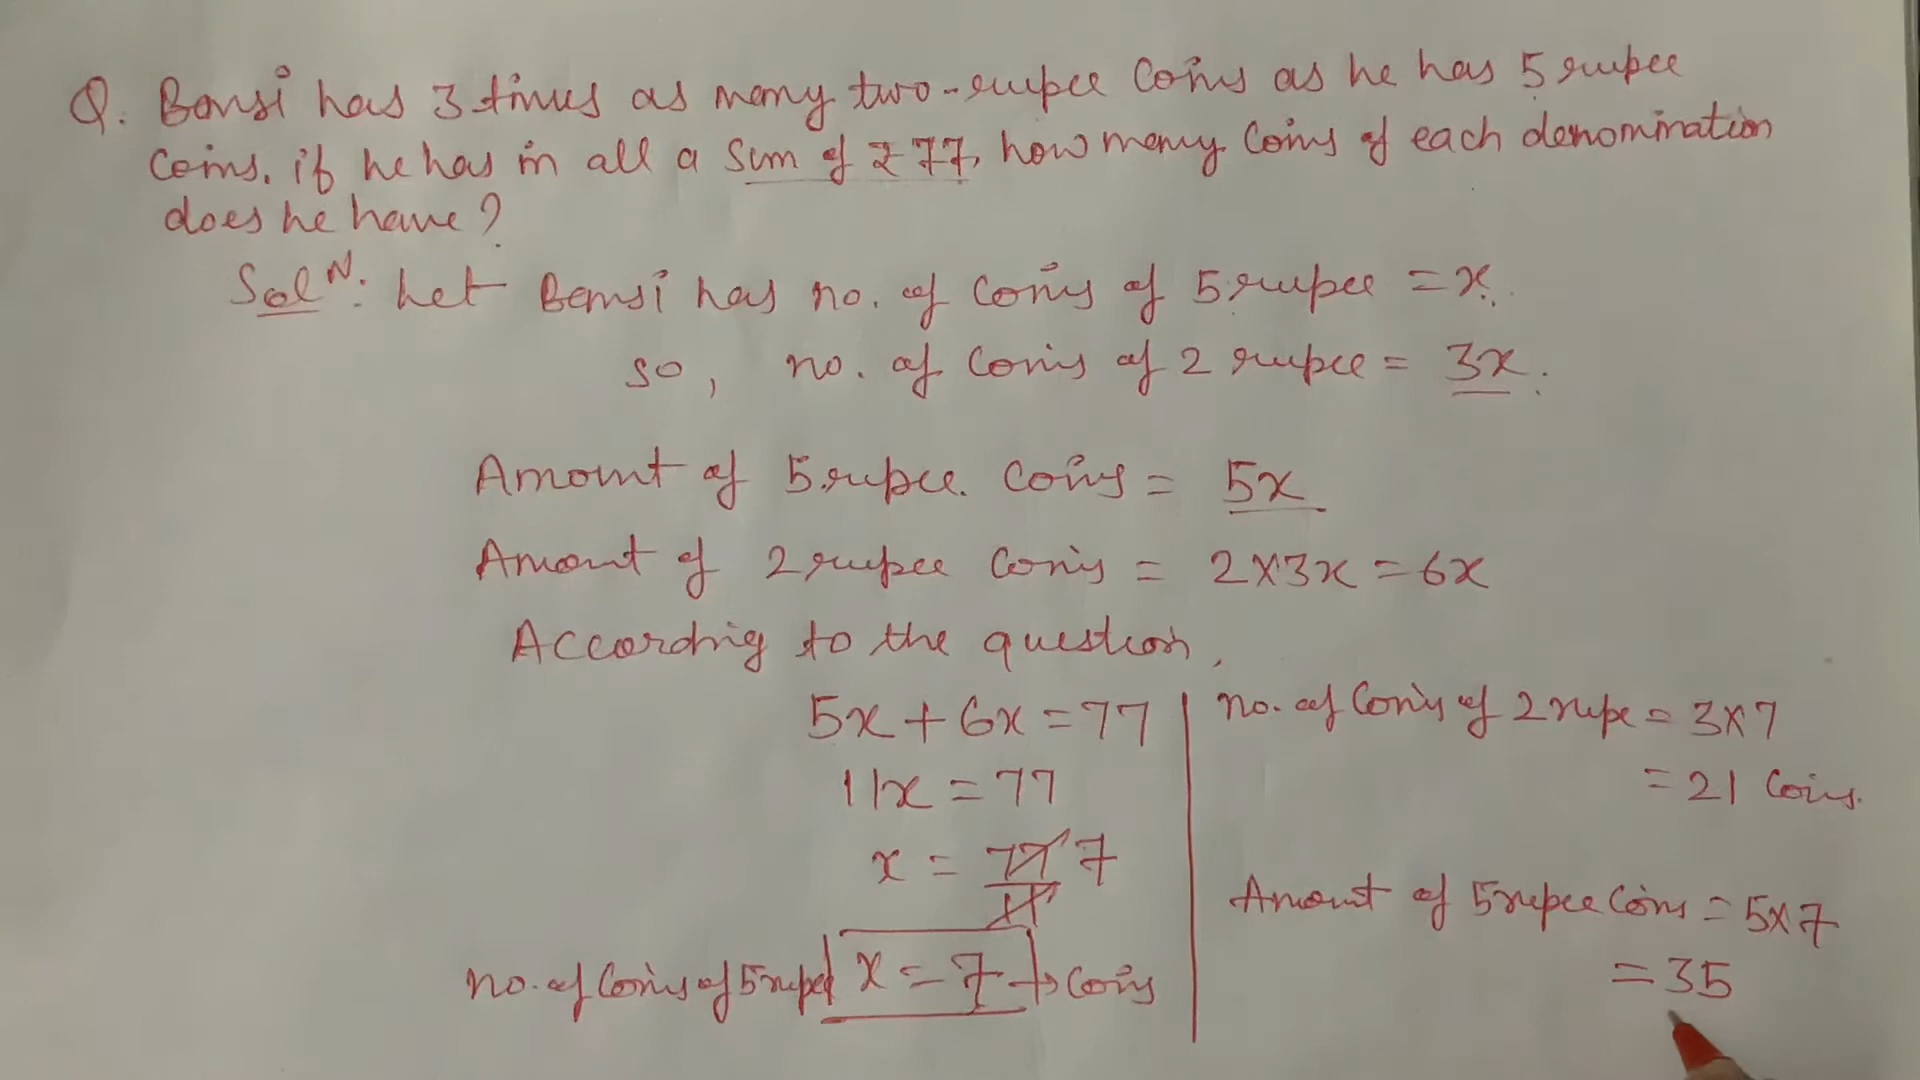 Q. Bansi has 3 times as many two-rupee Coins as he has 5 rupee
Coins. if he has in all a Sum of ₹ 77, how many Coins of each denomination
does he have?
Solᴺ: Let Bansi has no. of Coins of 5 rupee = x.
so, no. of Coins of 2 rupee = 3x.
Amount of 5 rupee Coins = 5x
Amount of 2 rupee Coins = 2×3x = 6x
According to the question,
5x + 6x = 77
11x = 77
x = 77/11 7
no. of Coins of 5 rupee x = 7 → Coins
no. of Coins of 2 rupe = 3×7
= 21 Coins.
Amount of 5 rupee Coins = 5×7
= 35